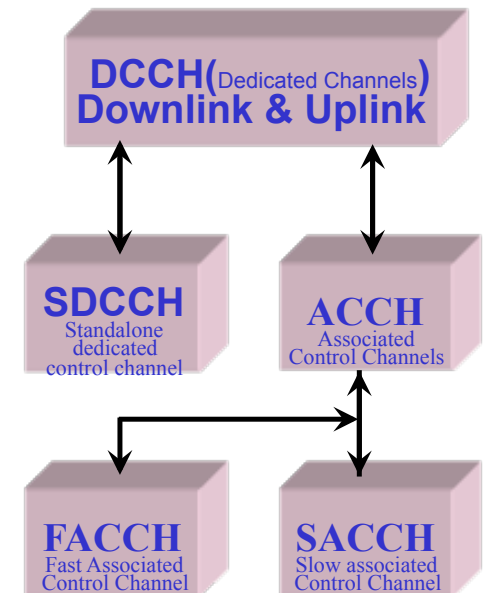 DCCH(Dedicated Channels)
Downlink & Uplink
SDCCH
Standalone
dedicated
control channel
ACCH
Associated
Control Channels
FACCH
Fast Associated
Control Channel
SACCH
Slow associated
Control Channel